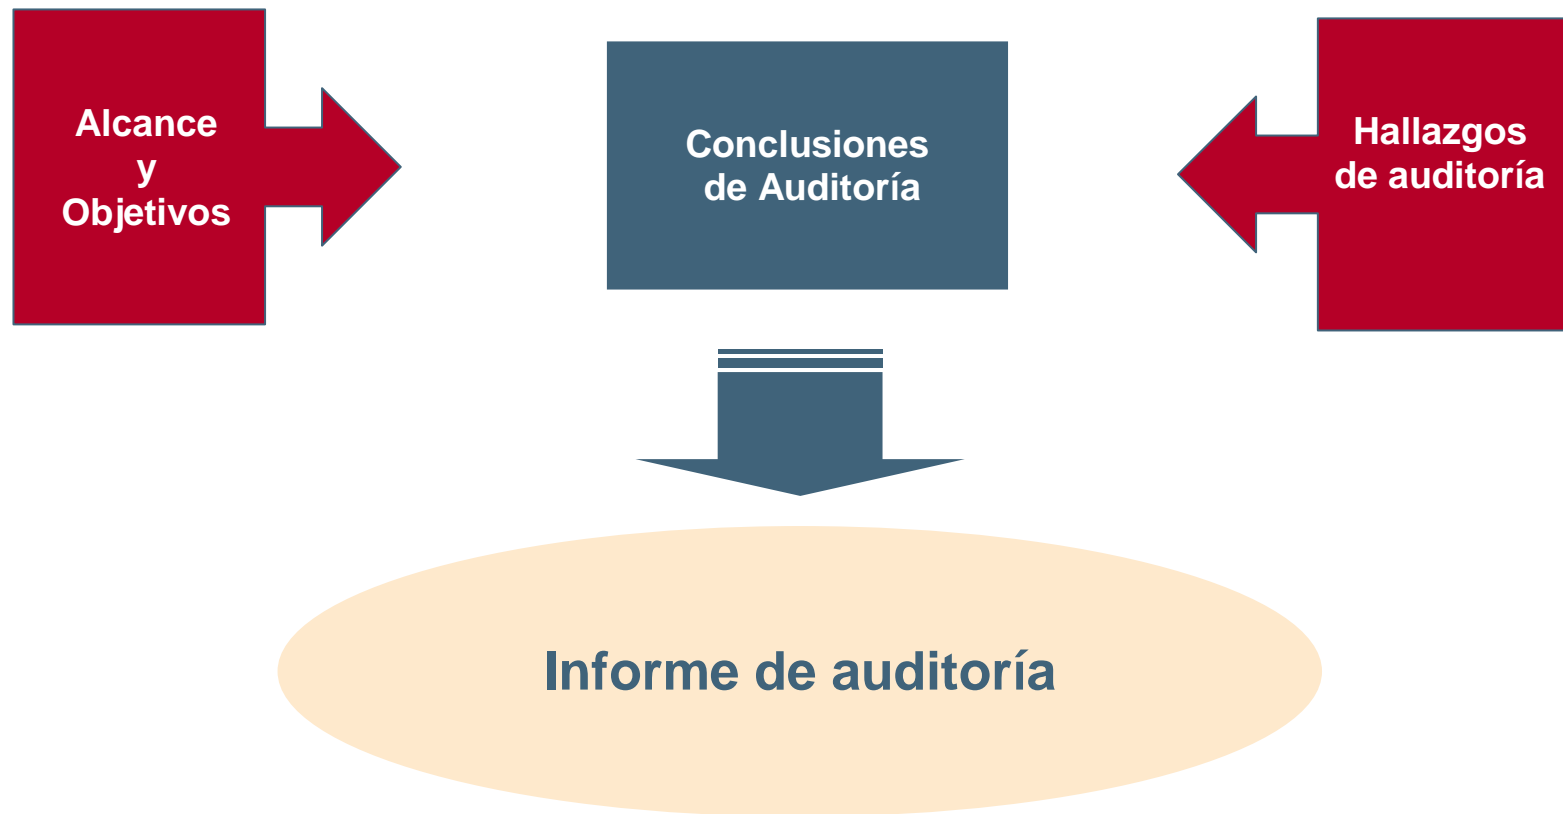 Alcance
y
Objetivos
Conclusiones
de Auditoría
Hallazgos
de auditoría
Informe de auditoría